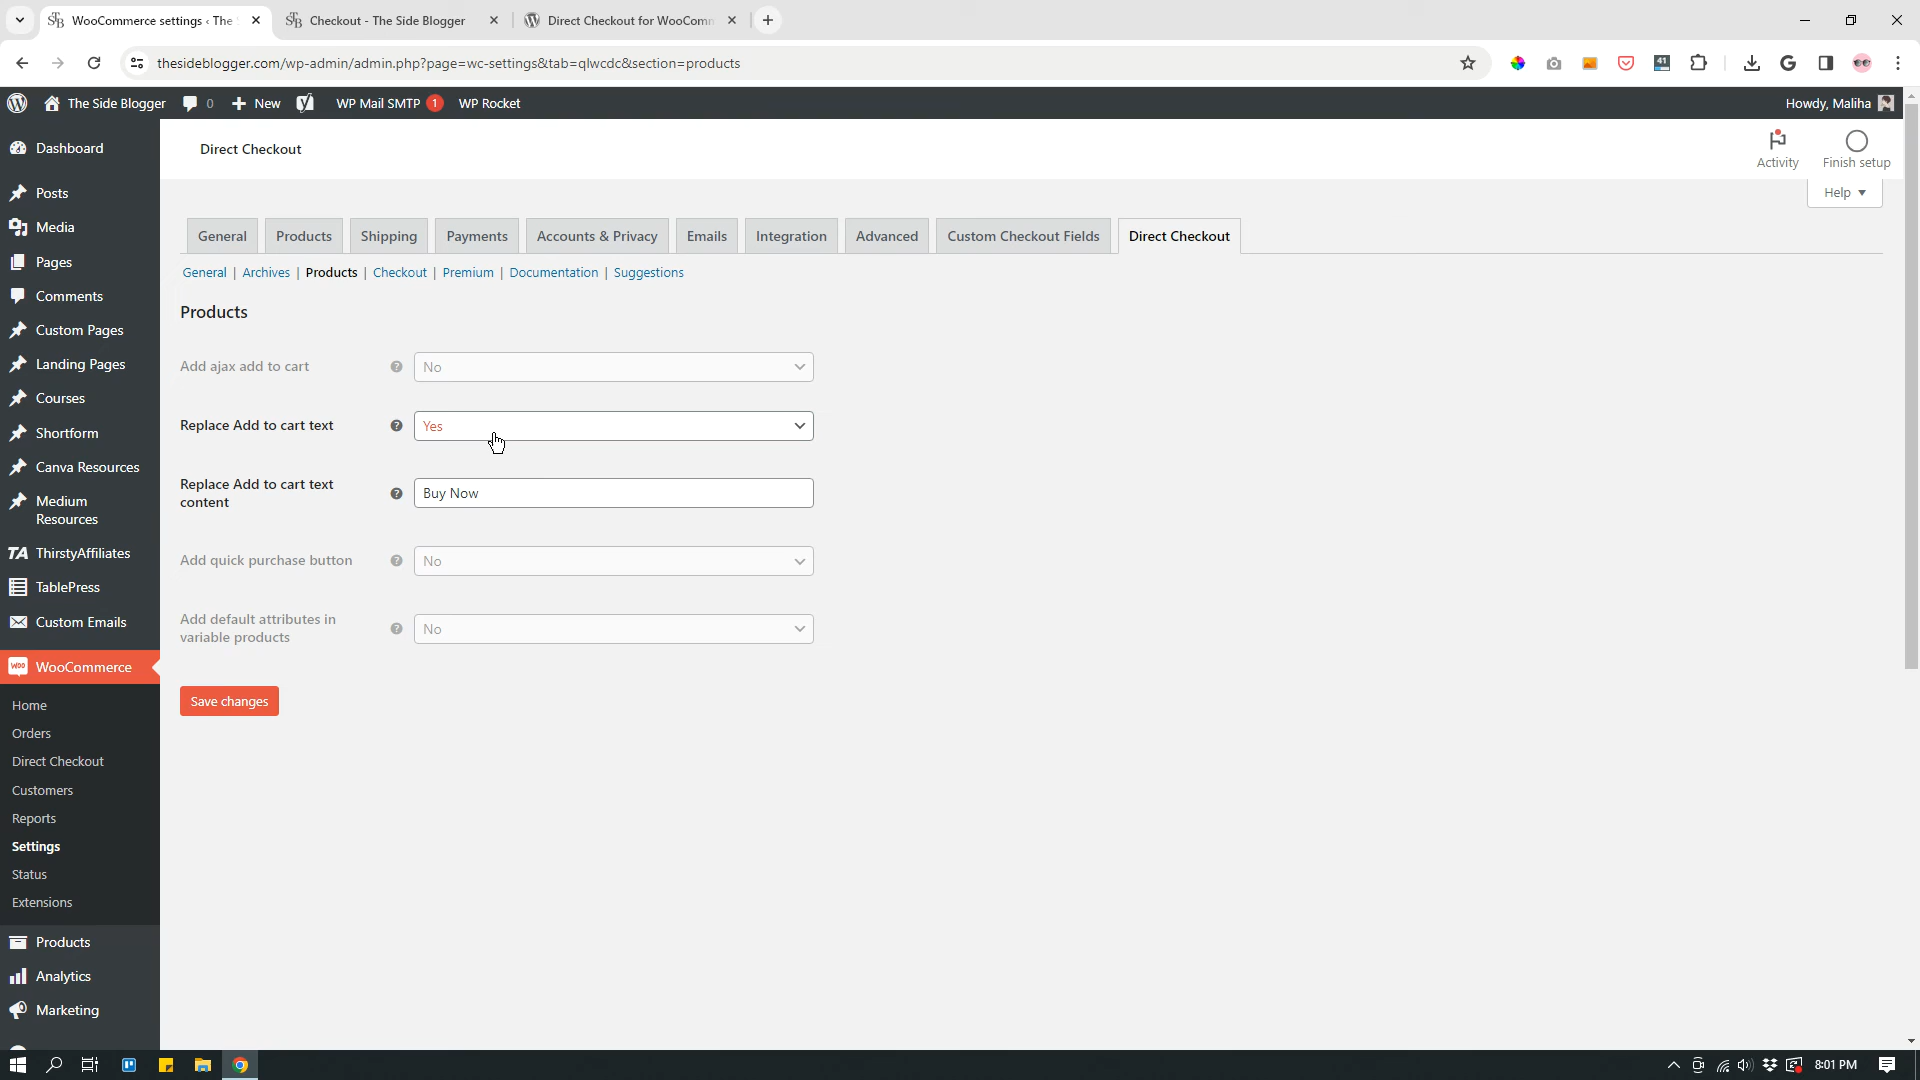 WooCommerce settings ‹ The
Checkout - The Side Blogger
Direct Checkout for WooComm
thesideblogger.com/wp-admin/admin.php?page=wc-settings&tab=qlwcdc&section=products
41
The Side Blogger
0
New
WP Mail SMTP 1
WP Rocket
Howdy, Maliha
Dashboard
Posts
Media
Pages
Comments
Custom Pages
Landing Pages
Courses
Shortform
Canva Resources
Medium
Resources
TA ThirstyAffiliates
TablePress
Custom Emails
WOO WooCommerce
Home
Orders
Direct Checkout
Customers
Reports
Settings
Status
Extensions
Products
Analytics
Marketing
Direct Checkout
Activity
Finish setup
Help
General
Products
Shipping
Payments
Accounts & Privacy
Emails
Integration
Advanced
Custom Checkout Fields
Direct Checkout
General | Archives | Products | Checkout | Premium | Documentation | Suggestions
Products
Add ajax add to cart ? No
Replace Add to cart text ? Yes
Replace Add to cart text
content ? Buy Now
Add quick purchase button ? No
Add default attributes in
variable products ? No
Save changes
8:01 PM